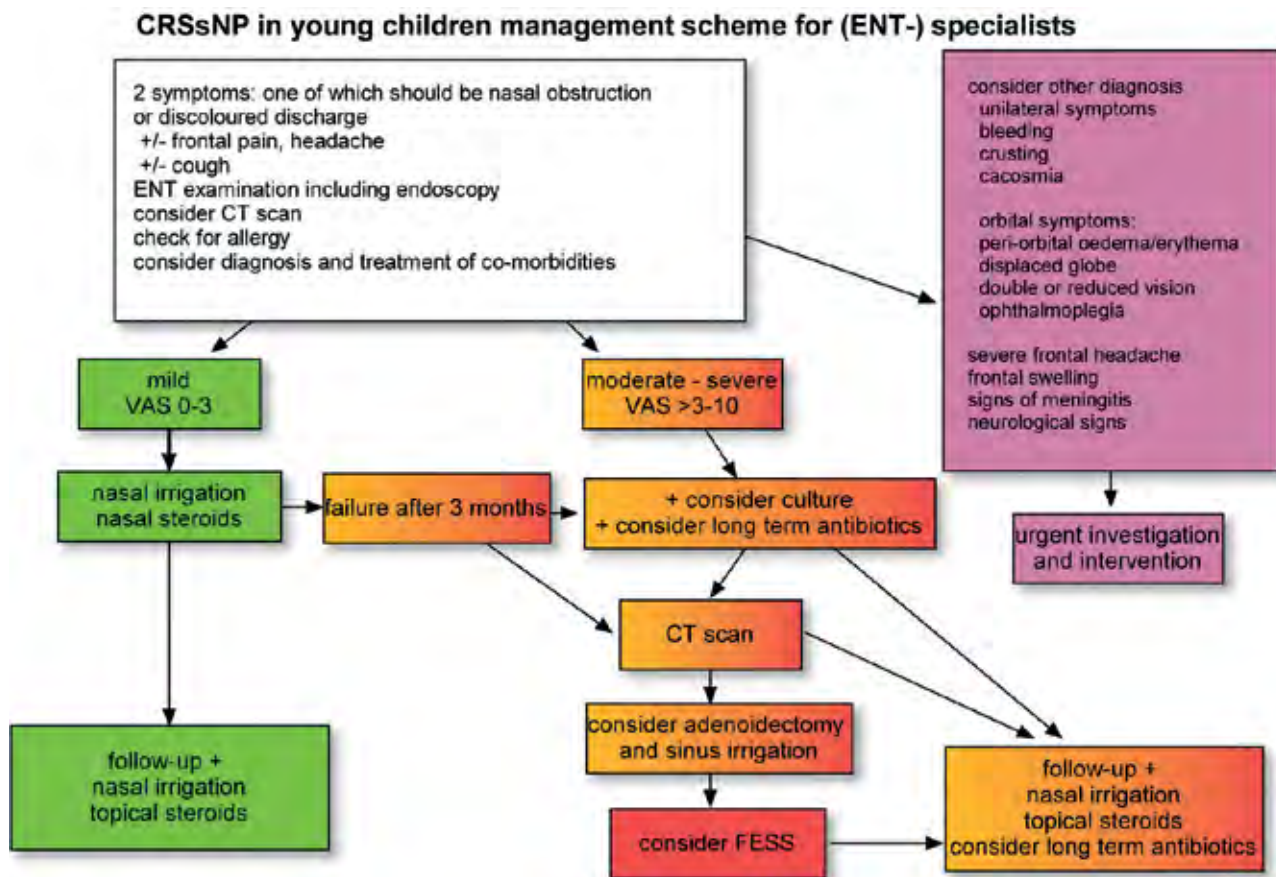 CRSsNP in young children management scheme for (ENT-) specialists
2 symptoms: one of which should be nasal obstruction
or discoloured discharge
+/- frontal pain, headache
+/- cough
ENT examination including endoscopy
consider CT scan
check for allergy
consider diagnosis and treatment of co-morbidities
consider other diagnosis
unilateral symptoms
bleeding
crusting
cacosmia
orbital symptoms:
peri-orbital oedema/erythema
displaced globe
double or reduced vision
ophthalmoplegia
severe frontal headache
frontal swelling
signs of meningitis
neurological signs
mild
VAS 0-3
moderate - severe
VAS >3-10
nasal irrigation
nasal steroids
failure after 3 months
+ consider culture
+ consider long term antibiotics
urgent investigation
and intervention
CT scan
consider adenoidectomy
and sinus irrigation
follow-up +
nasal irrigation
topical steroids
consider FESS
follow-up +
nasal irrigation
topical steroids
consider long term antibiotics